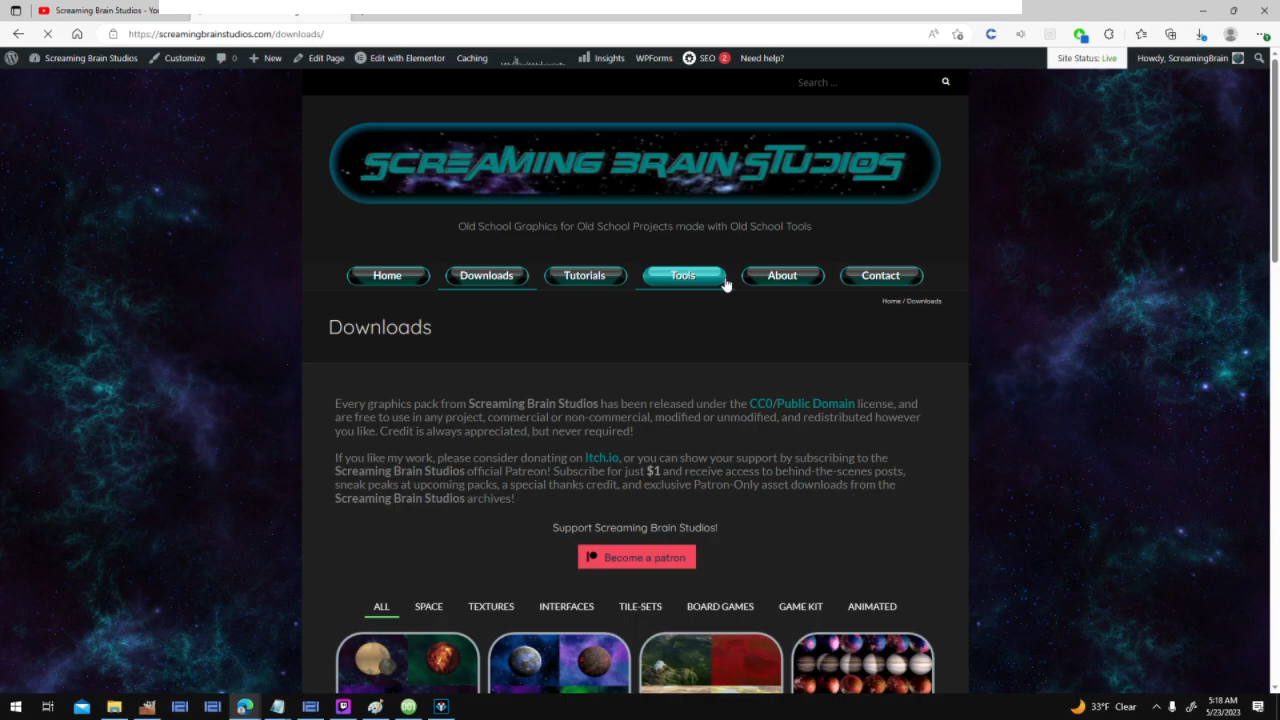 Screaming Brain Studios - You
https://screamingbrainstudios.com/downloads/
Screaming Brain Studios Customize 0 New Edit Page Edit with Elementor Caching Insights WPForms SEO 2 Need help? Site Status: Live Howdy, ScreamingBrain
Search ...
SCREAMING BRAIN STUDIOS
Old School Graphics for Old School Projects made with Old School Tools
Home Downloads Tutorials Tools About Contact
Home / Downloads
Downloads
Every graphics pack from Screaming Brain Studios has been released under the CC0/Public Domain license, and
are free to use in any project, commercial or non-commercial, modified or unmodified, and redistributed however
you like. Credit is always appreciated, but never required!
If you like my work, please consider donating on Itch.io, or you can show your support by subscribing to the
Screaming Brain Studios official Patreon! Subscribe for just $1 and receive access to behind-the-scenes posts,
sneak peaks at upcoming packs, a special thanks credit, and exclusive Patron-Only asset downloads from the
Screaming Brain Studios archives!
Support Screaming Brain Studios!
Become a patron
ALL SPACE TEXTURES INTERFACES TILE-SETS BOARD GAMES GAME KIT ANIMATED
33°F Clear
5:18 AM
5/23/2023